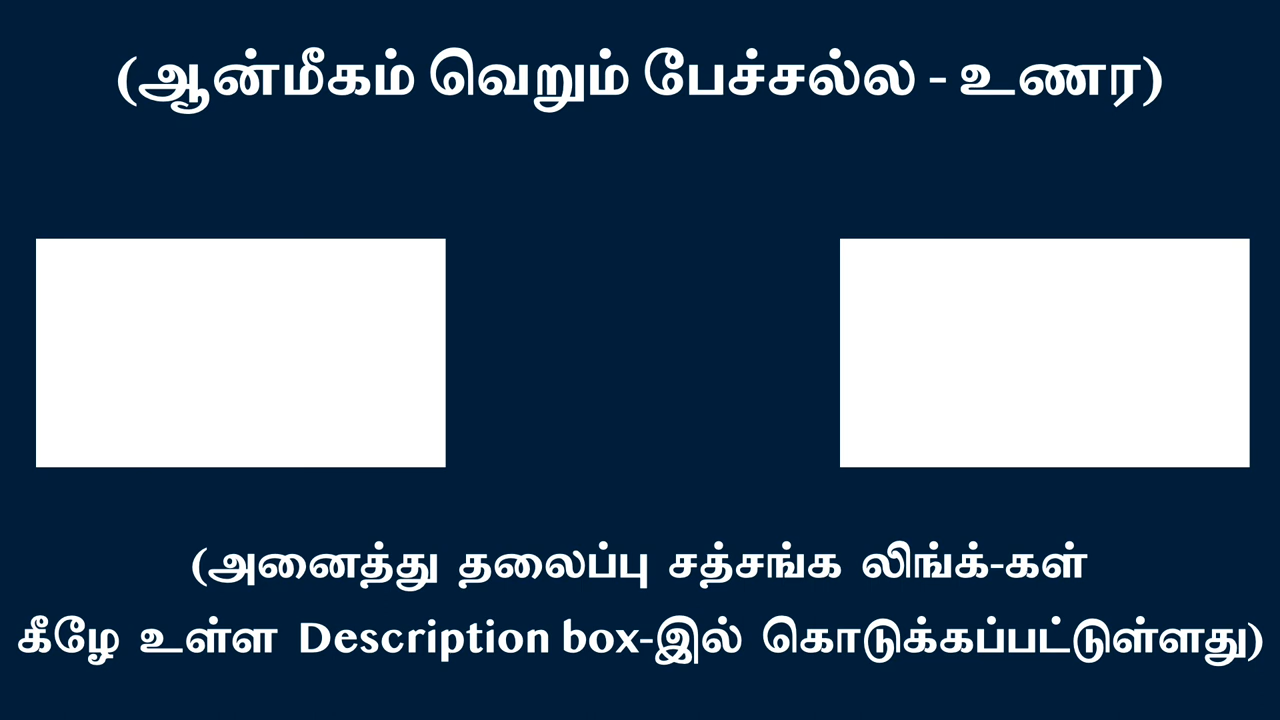 (ஆன்மீகம் வெறும் பேச்சல்ல - உணர)
(அனைத்து தலைப்பு சத்சங்க லிங்க்-கள்
கீழே உள்ள Description box-இல் கொடுக்கப்பட்டுள்ளது)